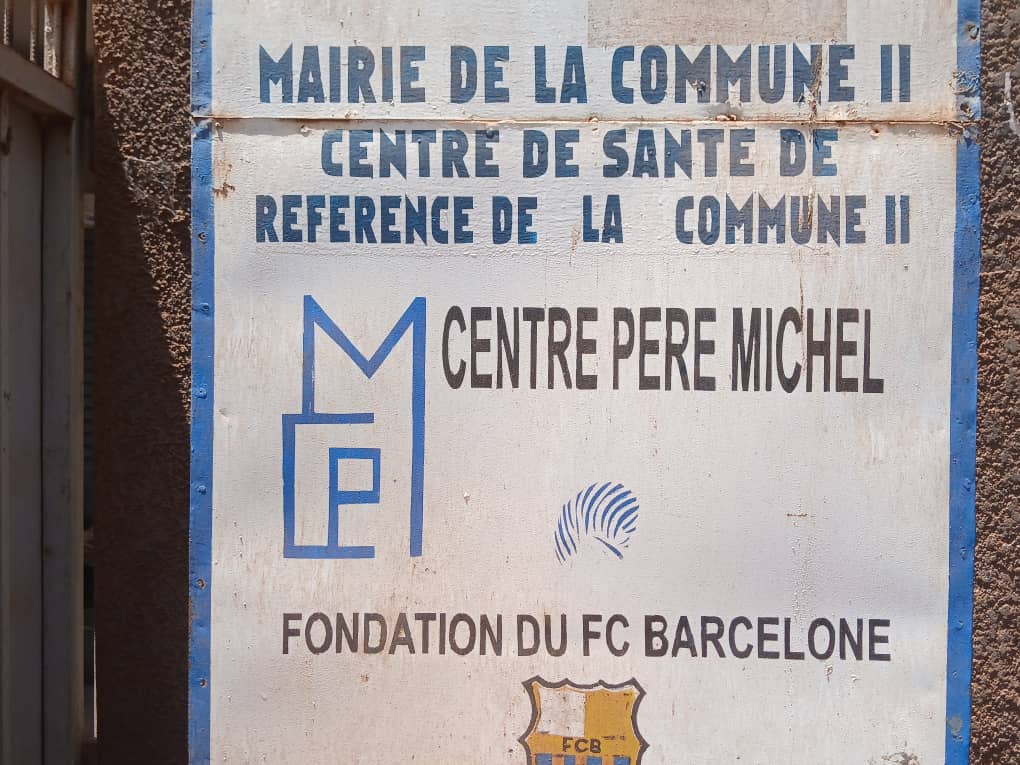 MAIRIE DE LA COMMUNE II
CENTRE DE SANTE DE
REFERENCE DE LA COMMUNE II
CENTRE PERE MICHEL
MCP
FONDATION DU FC BARCELONE
FCB